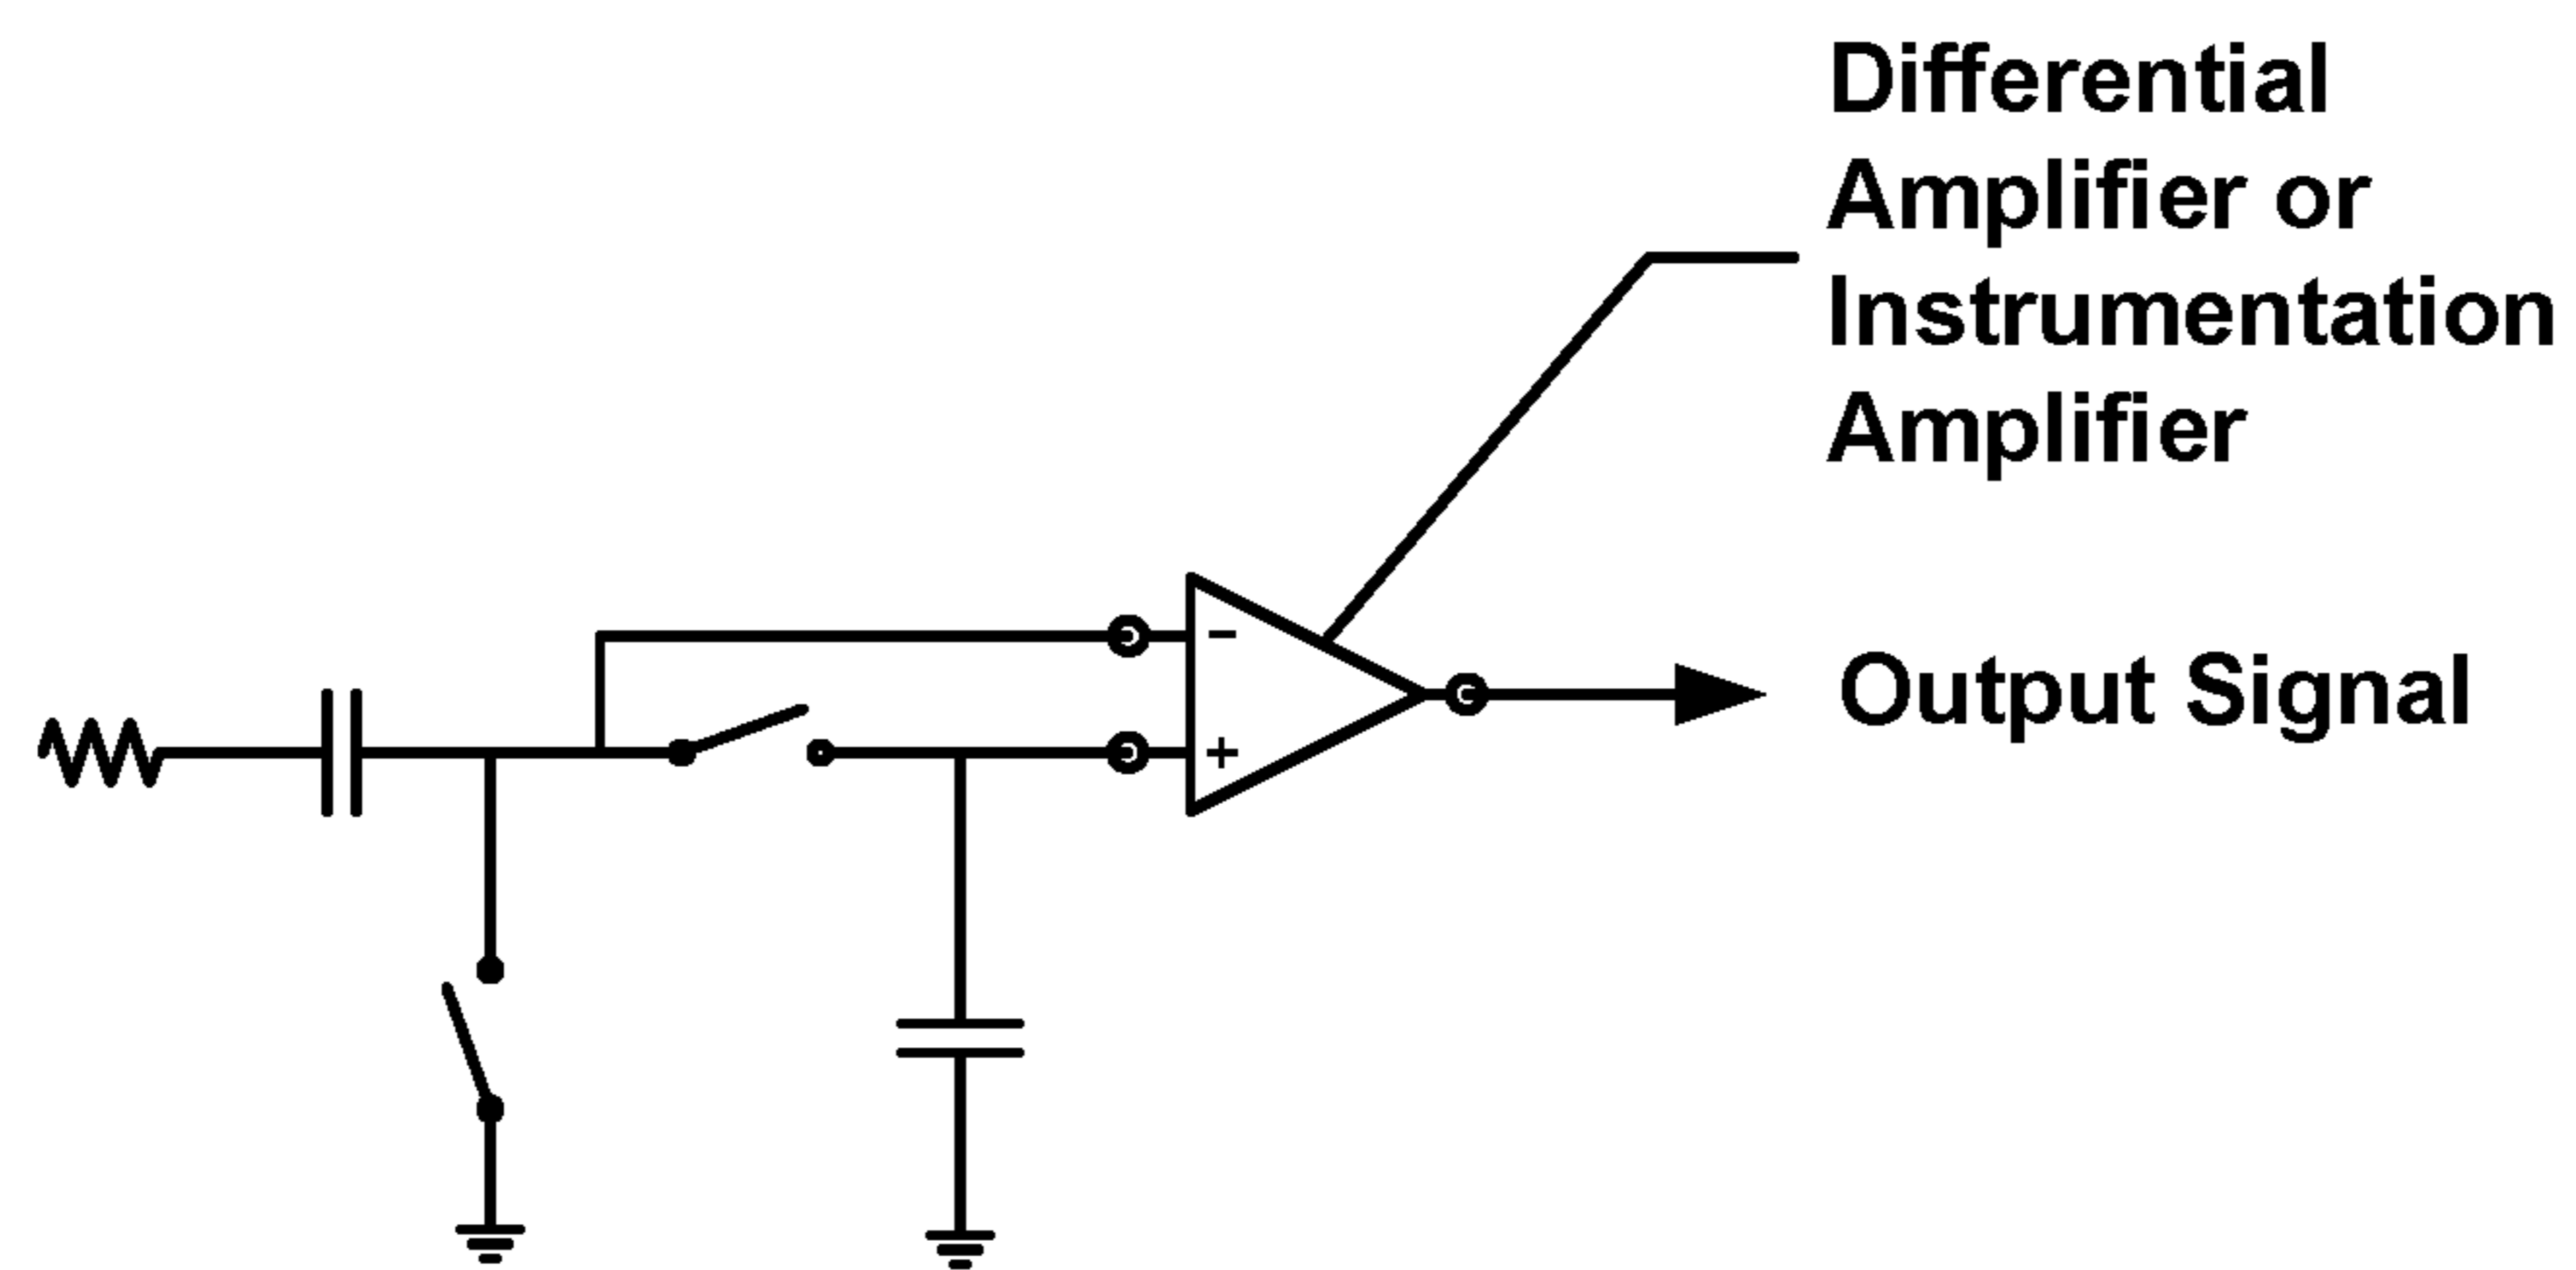 Differential
Amplifier or
Instrumentation
Amplifier
-
+
Output Signal